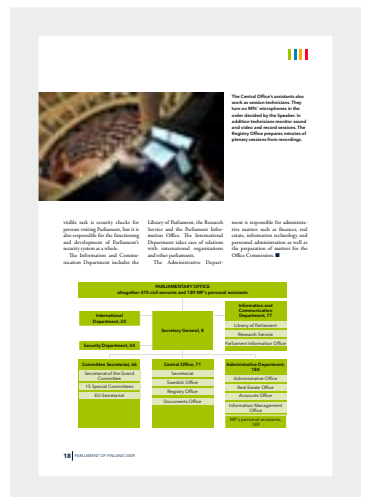 The Central Office's assistants also
work as session technicians. They
turn on MPs' microphones in the
order decided by the Speaker. In
addition technicians monitor sound
and video and record sessions. The
Registry Office prepares minutes of
plenary sessions from recordings.
visible task is security checks for
persons visiting Parliament, but it is
also responsible for the functioning
and development of Parliament's
security system as a whole.
The Information and Commu-
nication Department includes the
Library of Parliament, the Research
Service and the Parliament Infor-
mation Office. The International
Department takes care of relations
with international organizations
and other parliaments.
The Administrative Depart-
ment is responsible for administra-
tive matters such as finances, real
estate, information technology and
personnel administration as well as
the preparation of matters for the
Office Commission.
PARLIAMENTARY OFFICE
altogether 470 civil servants and 189 MP's personal assistants
International
Department, 20
Security Department, 64
Secretary General, 8
Information and
Communication
Department, 77
Library of Parliament
Research Service
Parliament Information Office
Committee Secretariat, 66
Secretariat of the Grand
Committee
15 Special Committees
EU-Secretariat
Central Office, 71
Secretariat
Swedish Office
Registry Office
Documents Office
Administrative Department,
184
Administrative Office
Real Estate Office
Accounts Office
Information Management
Office
MP's personal assistants,
189
18 PARLIAMENT OF FINLAND 2009